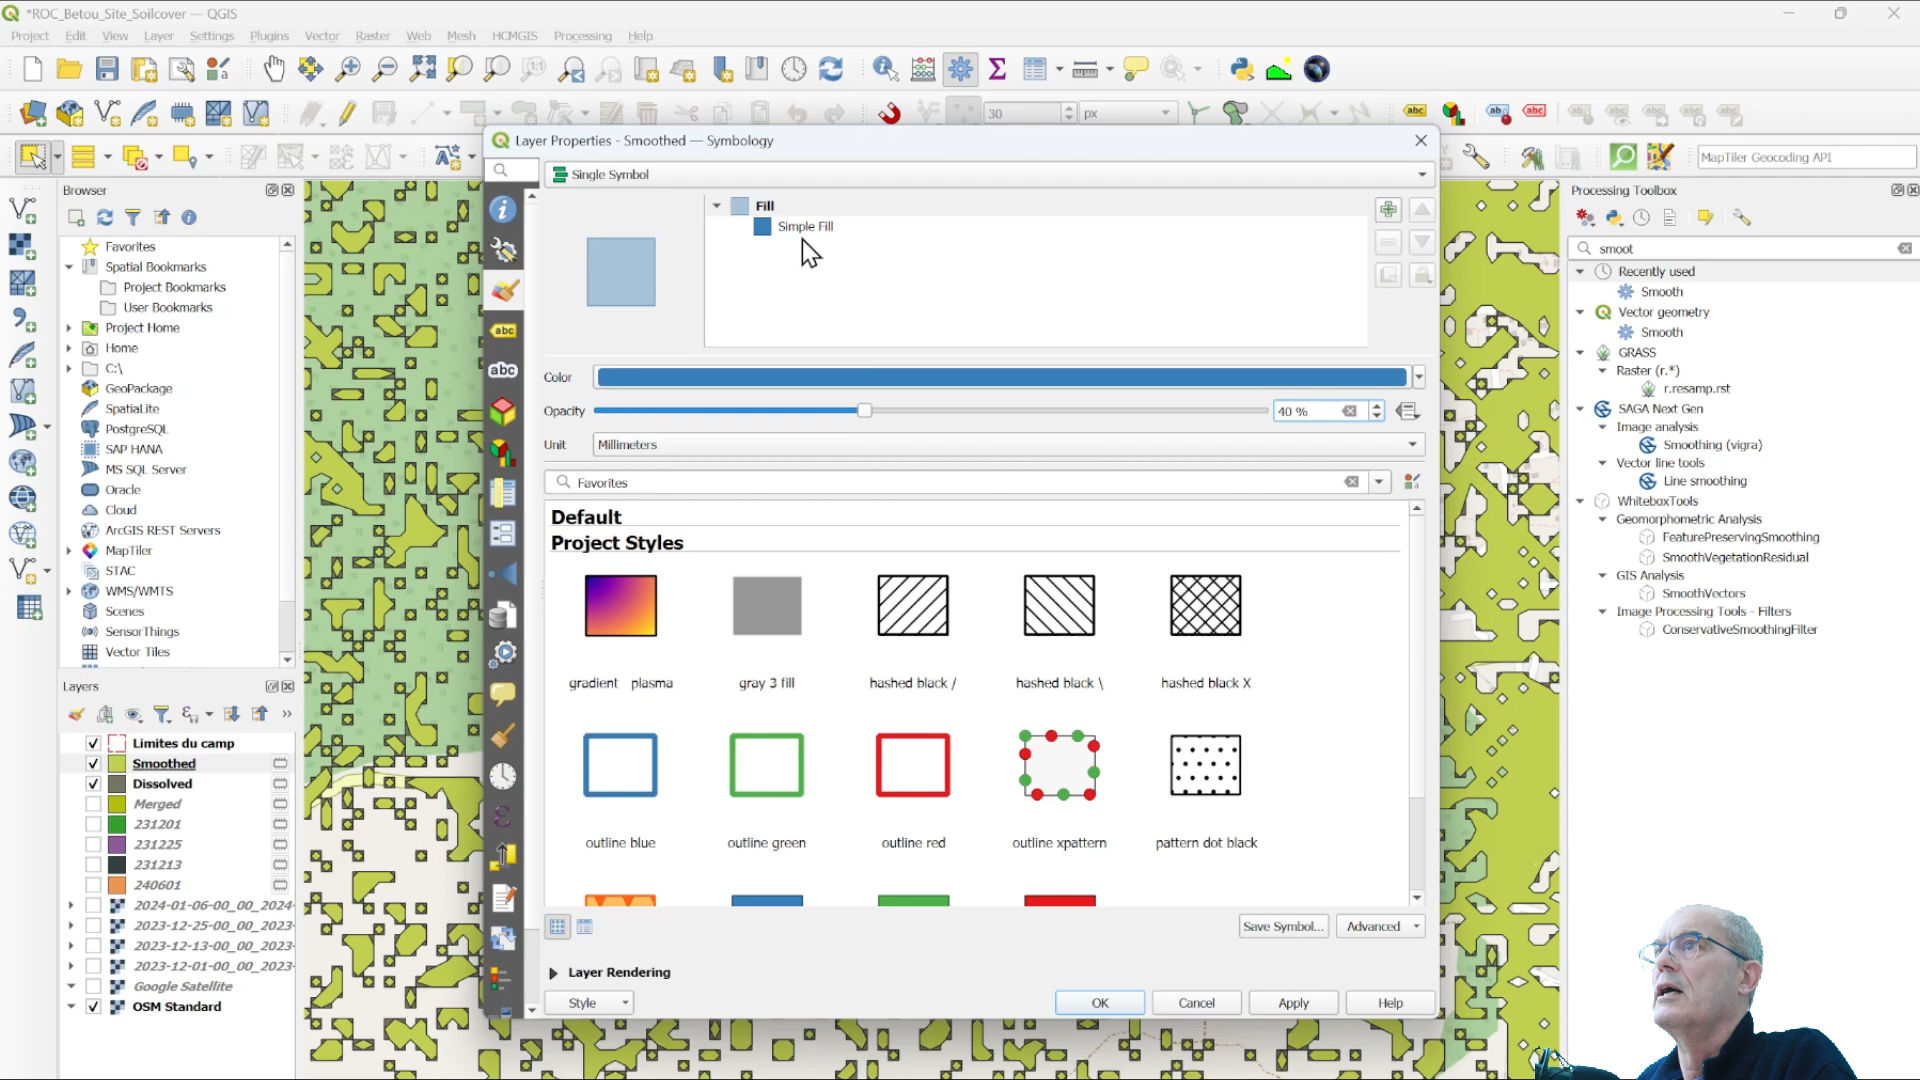 *ROC_Betou_Site_Soilcover — QGIS
Project Edit View Layer Settings Plugins Vector Raster Web Mesh HCMGIS Processing Help
30 px
MapTiler Geocoding API
Browser
Favorites
Spatial Bookmarks
Project Bookmarks
User Bookmarks
Project Home
Home
C:\
GeoPackage
SpatiaLite
PostgreSQL
SAP HANA
MS SQL Server
Oracle
Cloud
ArcGIS REST Servers
MapTiler
STAC
WMS/WMTS
Scenes
SensorThings
Vector Tiles
Layers
Limites du camp
Smoothed
Dissolved
Merged
231201
231225
231213
240601
2024-01-06-00_00_2024-
2023-12-25-00_00_2023-
2023-12-13-00_00_2023-
2023-12-01-00_00_2023-
Google Satellite
OSM Standard
Layer Properties - Smoothed — Symbology
Single Symbol
Fill
Simple Fill
Color
Opacity 40 %
Unit Millimeters
Favorites
Default
Project Styles
gradient plasma
gray 3 fill
hashed black /
hashed black \
hashed black X
outline blue
outline green
outline red
outline xpattern
pattern dot black
Save Symbol... Advanced
Layer Rendering
Style OK Cancel Apply Help
Processing Toolbox
smoot
Recently used
Smooth
Vector geometry
Smooth
GRASS
Raster (r.*)
r.resamp.rst
SAGA Next Gen
Image analysis
Smoothing (vigra)
Vector line tools
Line smoothing
WhiteboxTools
Geomorphometric Analysis
FeaturePreservingSmoothing
SmoothVegetationResidual
GIS Analysis
SmoothVectors
Image Processing Tools - Filters
ConservativeSmoothingFilter